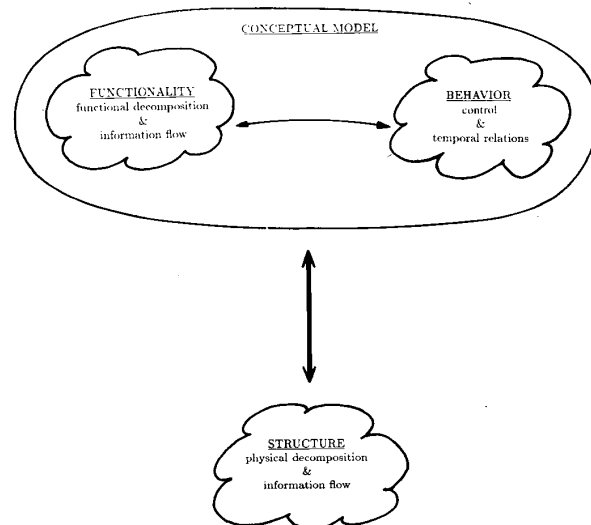 CONCEPTUAL MODEL
FUNCTIONALITY
functional decomposition
&
information flow
BEHAVIOR
control
&
temporal relations
STRUCTURE
physical decomposition
&
information flow